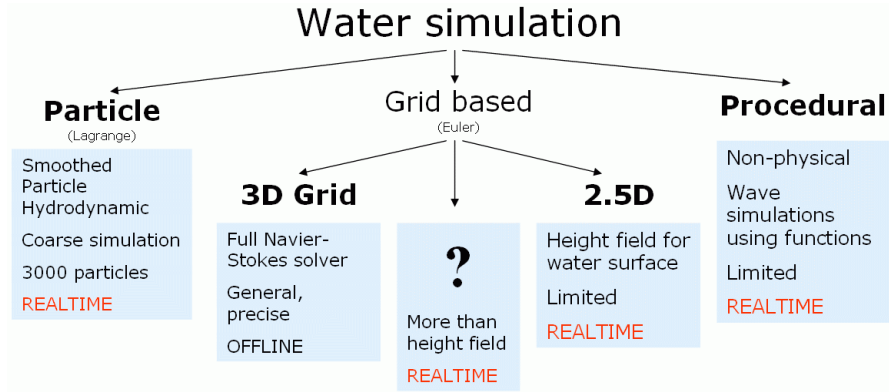 Water simulation
Particle
(Lagrange)
Smoothed
Particle
Hydrodynamic
Coarse simulation
3000 particles
REALTIME
Grid based
(Euler)
3D Grid
Full Navier-
Stokes solver
General,
precise
OFFLINE
?
More than
height field
REALTIME
2.5D
Height field for
water surface
Limited
REALTIME
Procedural
Non-physical
Wave
simulations
using functions
Limited
REALTIME